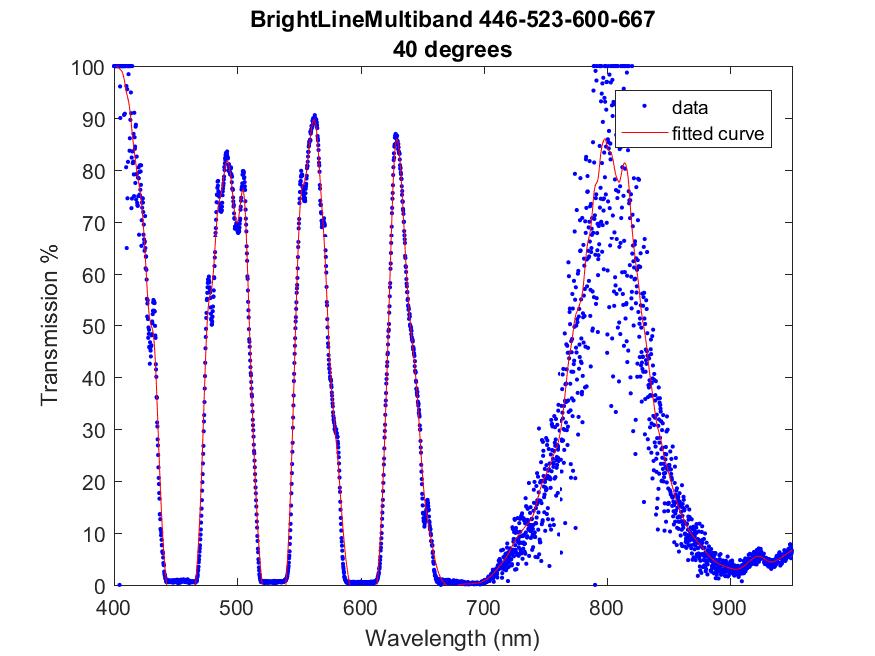 BrightLineMultiband 446-523-600-667
40 degrees
100
90
80
70
60
50
40
30
20
10
0
Transmission %
data
fitted curve
400 500 600 700 800 900
Wavelength (nm)